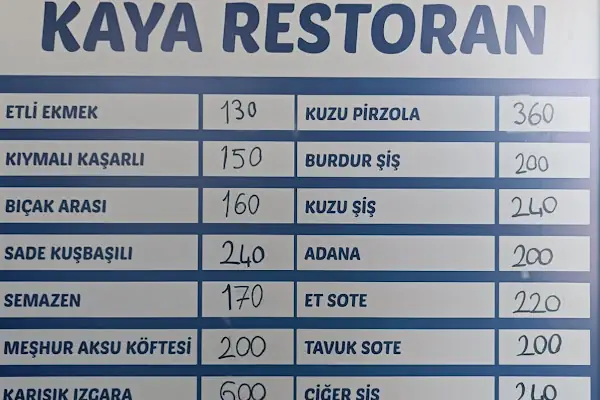 KAYA RESTORAN
ETLİ EKMEK 130 KUZU PİRZOLA 360
KIYMALI KAŞARLI 150 BURDUR ŞİŞ 200
BIÇAK ARASI 160 KUZU ŞİŞ 240
SADE KUŞBAŞILI 240 ADANA 200
SEMAZEN 170 ET SOTE 220
MEŞHUR AKSU KÖFTESİ 200 TAVUK SOTE 200
KARIŞIK IZGARA 600 CİĞER ŞİŞ 240